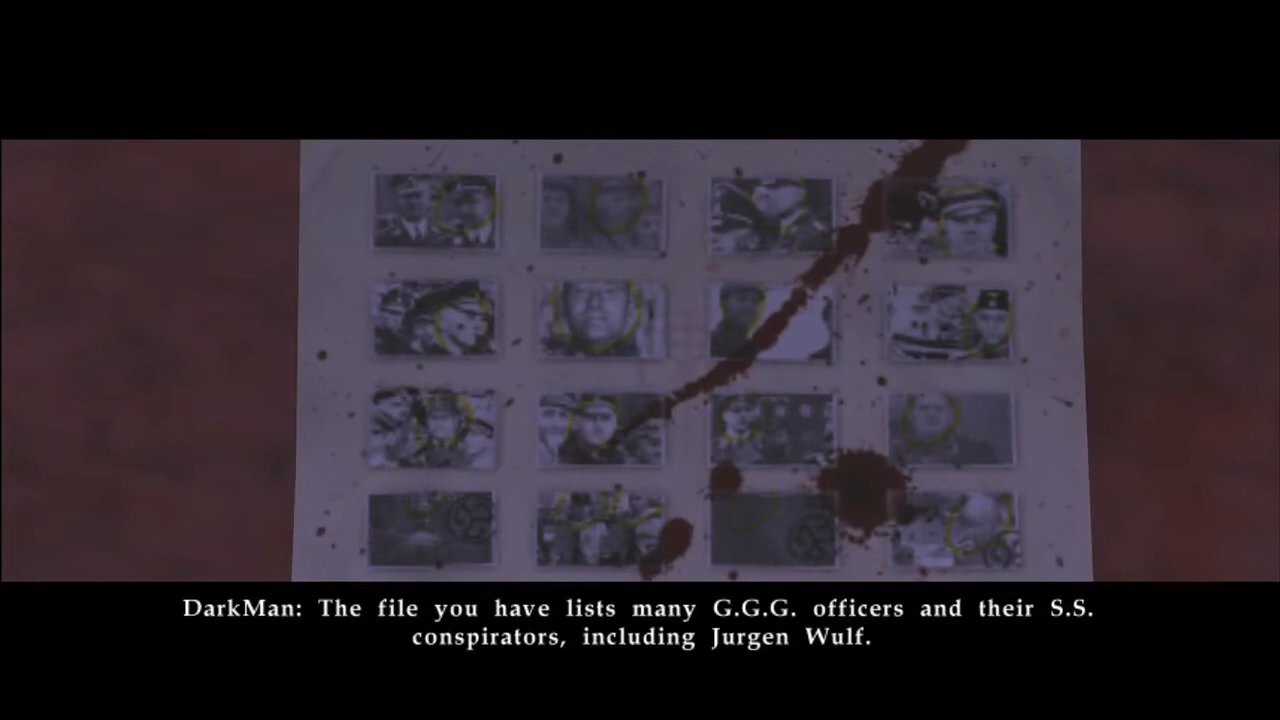 DarkMan: The file you have lists many G.G.G. officers and their S.S.
conspirators, including Jurgen Wulf.